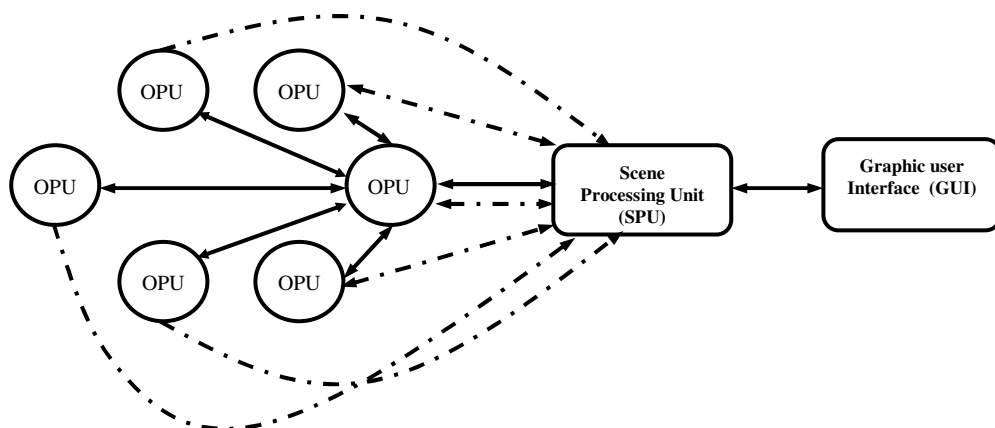 OPU
OPU
OPU
OPU
OPU
OPU
Scene
Processing Unit
(SPU)
Graphic user
Interface (GUI)